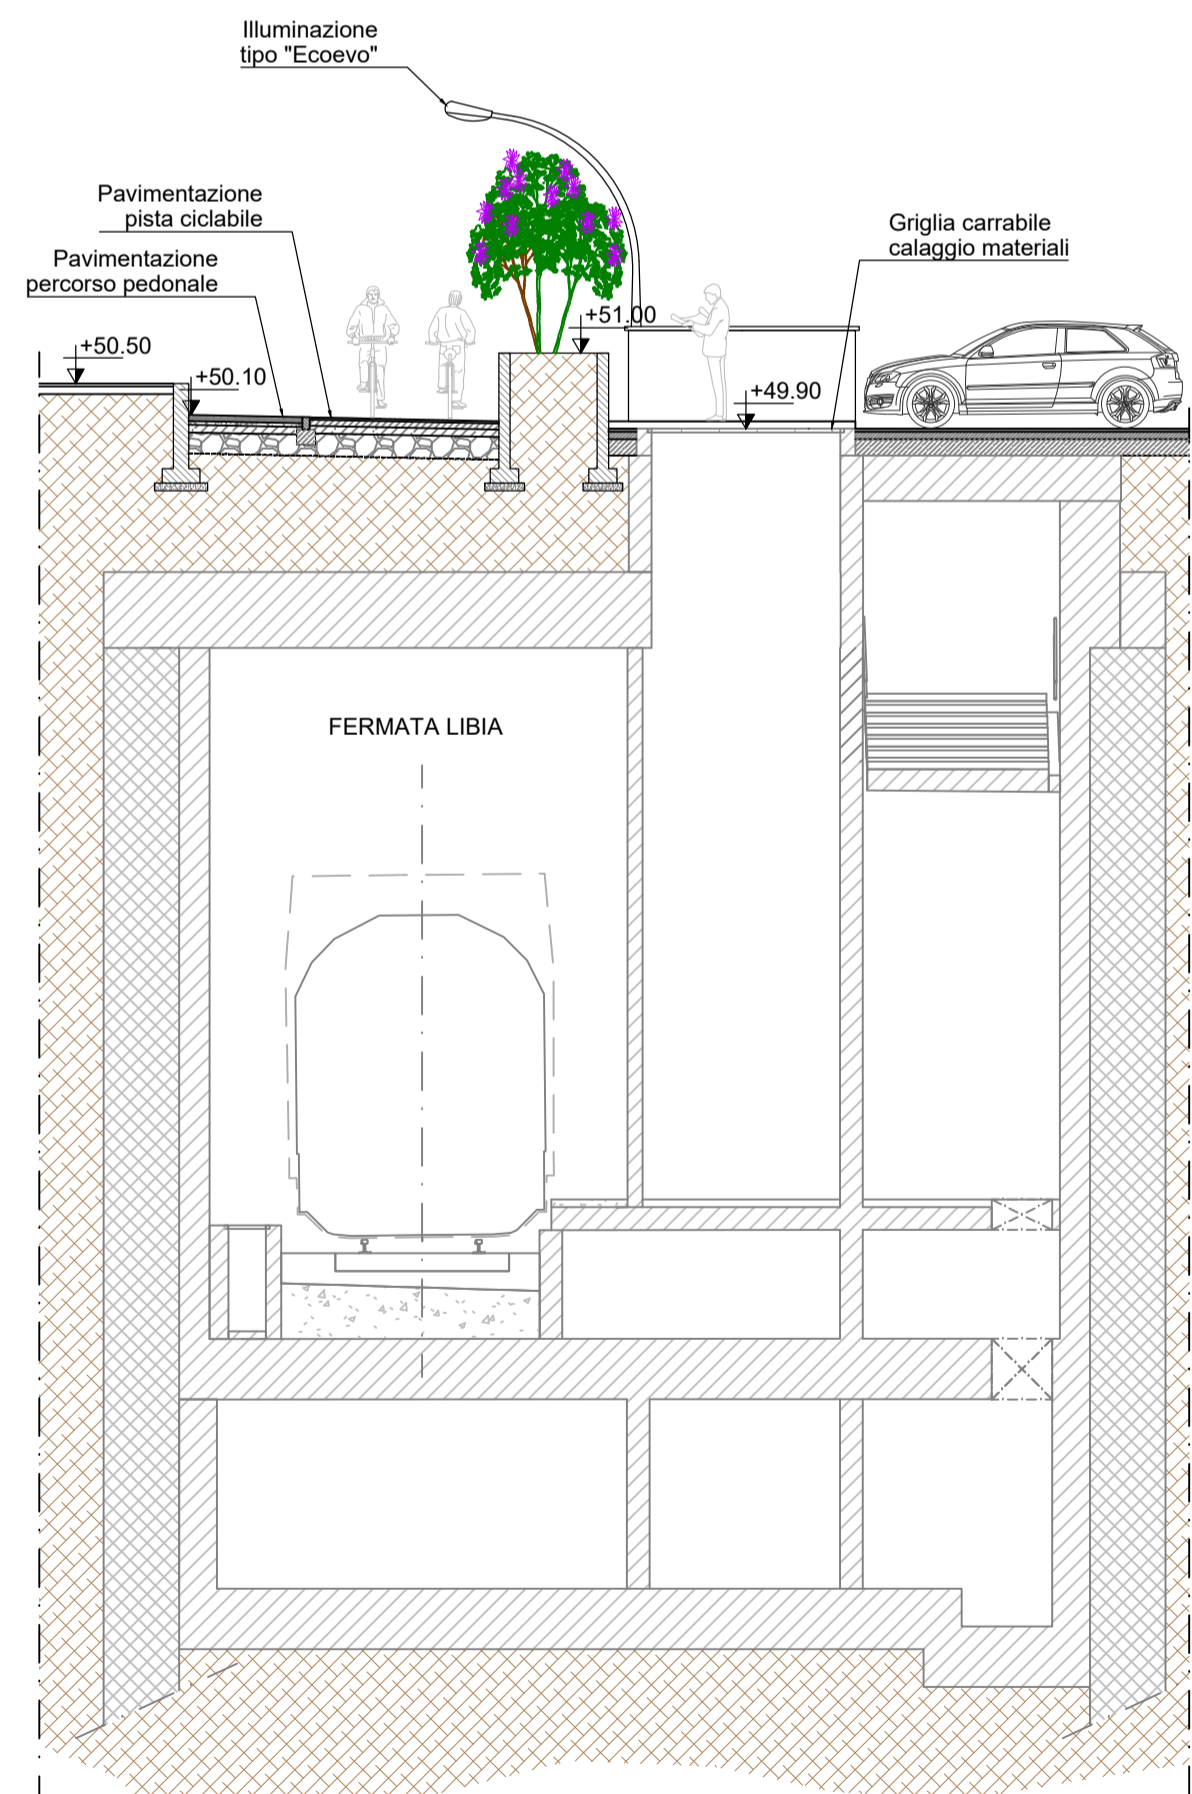 Illuminazione
tipo "Ecoevo"
Pavimentazione
pista ciclabile
Pavimentazione
percorso pedonale
Griglia carrabile
calaggio materiali
+51.00
+50.50
+50.10
+49.90
FERMATA LIBIA